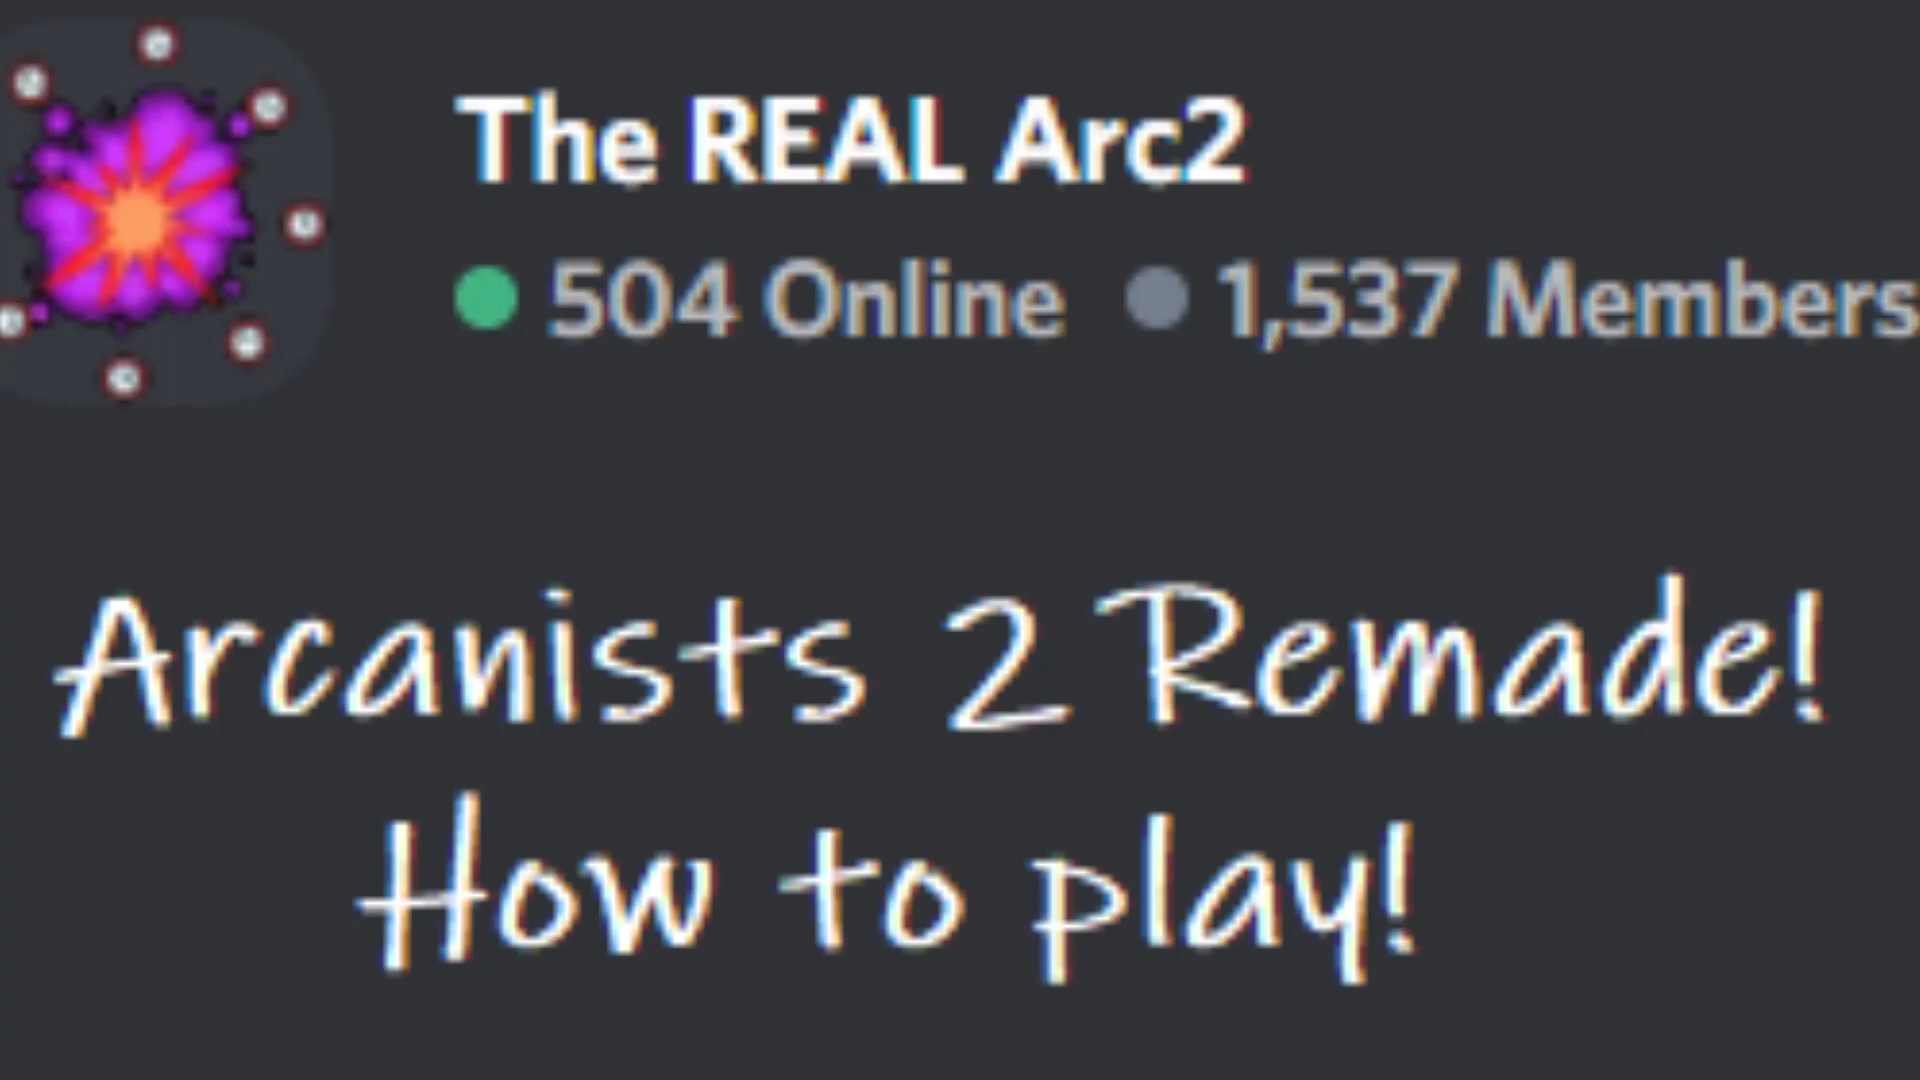 The REAL Arc2
504 Online 1,537 Members
Arcanists 2 Remade!
How to play!